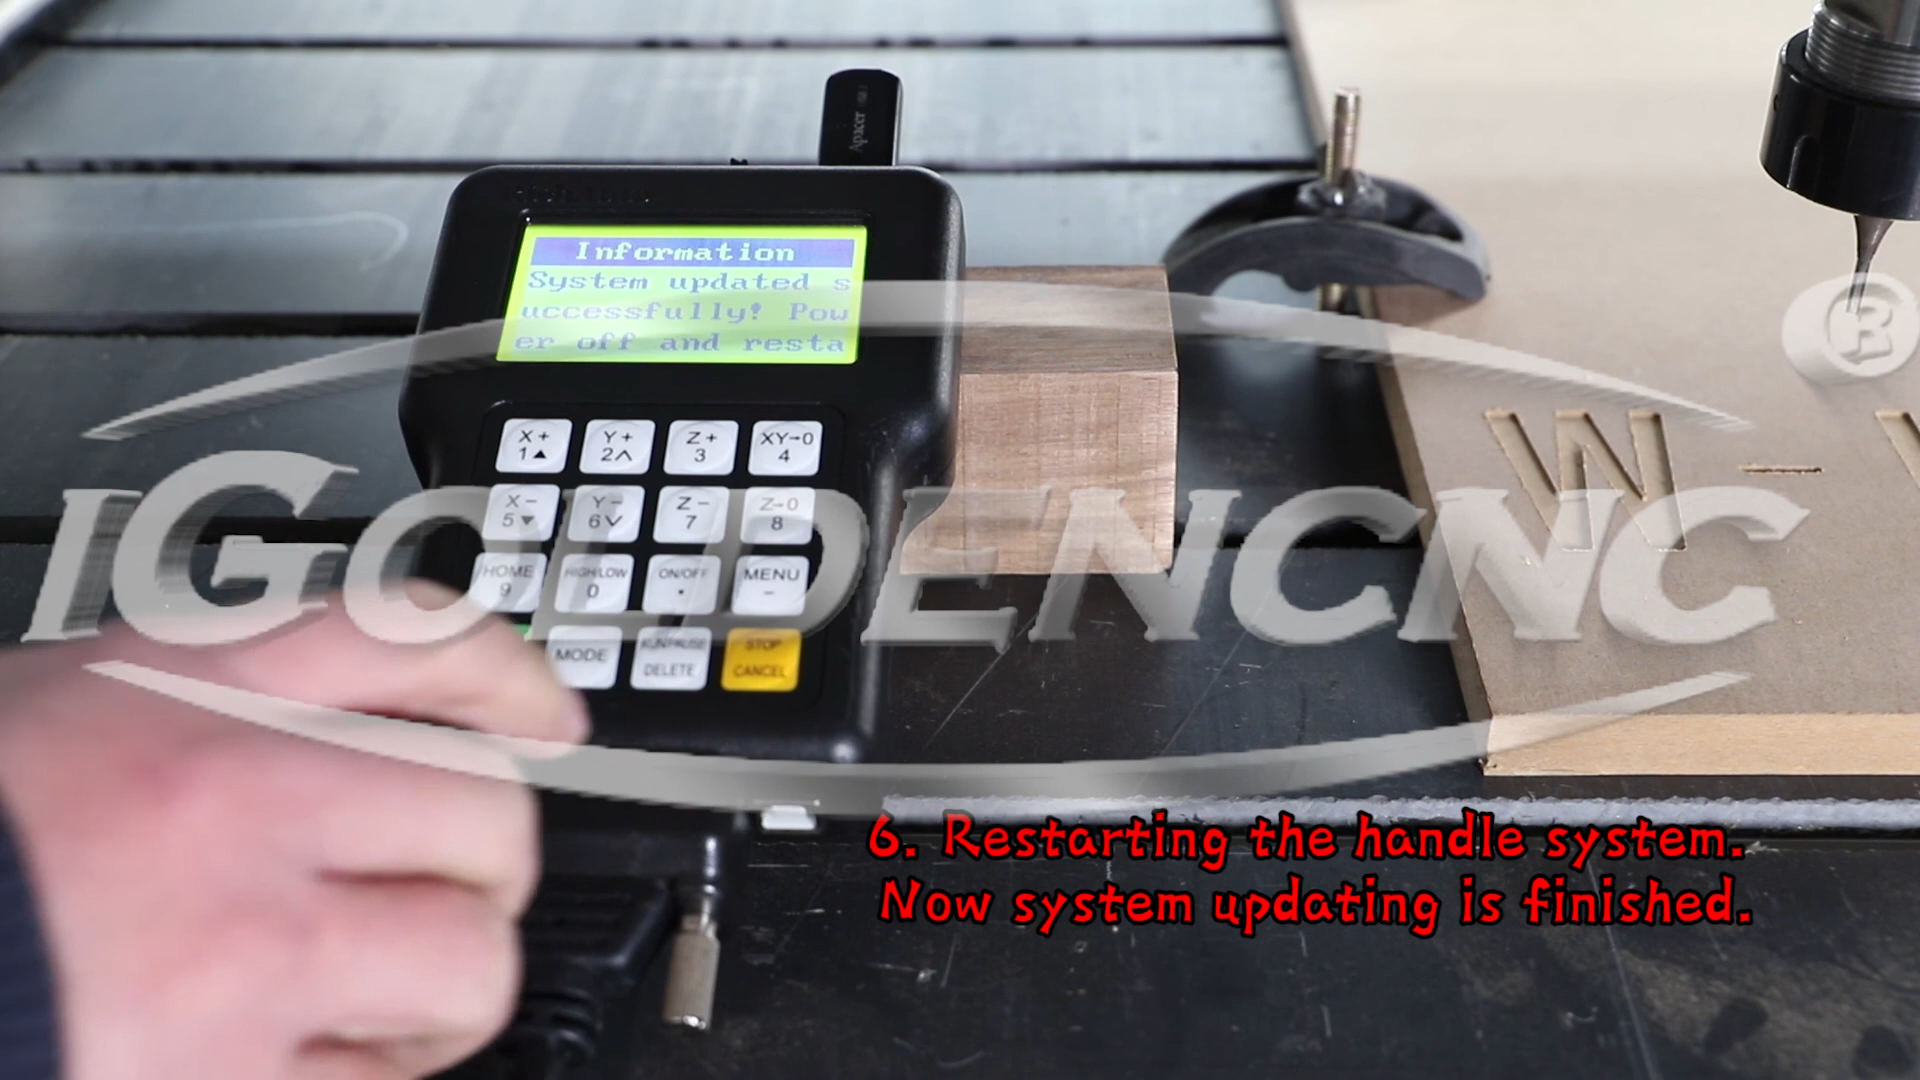 Apacer
Information
System updated s
uccessfully! Pow
er off and resta
X+
1▲
Y+
2∧
Z+
3
XY→0
4
X-
5▼
Y-
6∨
Z-
7
Z→0
8
HOME
9
HIGH/LOW
0
ON/OFF
.
MENU
-
MODE
RUN/PAUSE
DELETE
STOP
CANCEL
W - 
®
IGOLDENCNC
6. Restarting the handle system.
Now system updating is finished.